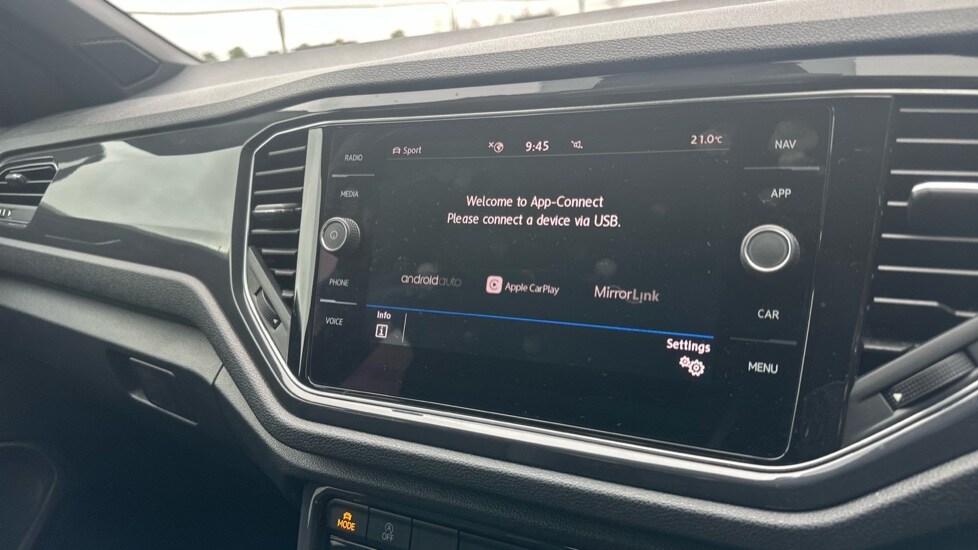 Sport 9:45 21.0°C
Welcome to App-Connect
Please connect a device via USB.
androidauto Apple CarPlay MirrorLink
Info
Settings
RADIO
MEDIA
PHONE
VOICE
NAV
APP
CAR
MENU
MODE
OFF